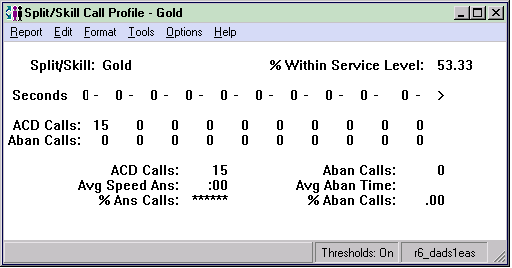 Split/Skill Call Profile - Gold
Report Edit Format Tools Options Help
Split/Skill: Gold % Within Service Level: 53.33
Seconds 0 - 0 - 0 - 0 - 0 - 0 - 0 - 0 - 0 - >
ACD Calls: 15 0 0 0 0 0 0 0 0 0
Aban Calls: 0 0 0 0 0 0 0 0 0 0
ACD Calls: 15 Aban Calls: 0
Avg Speed Ans: :00 Avg Aban Time:
% Ans Calls: ****** % Aban Calls: .00
Thresholds: On r6_dads1eas